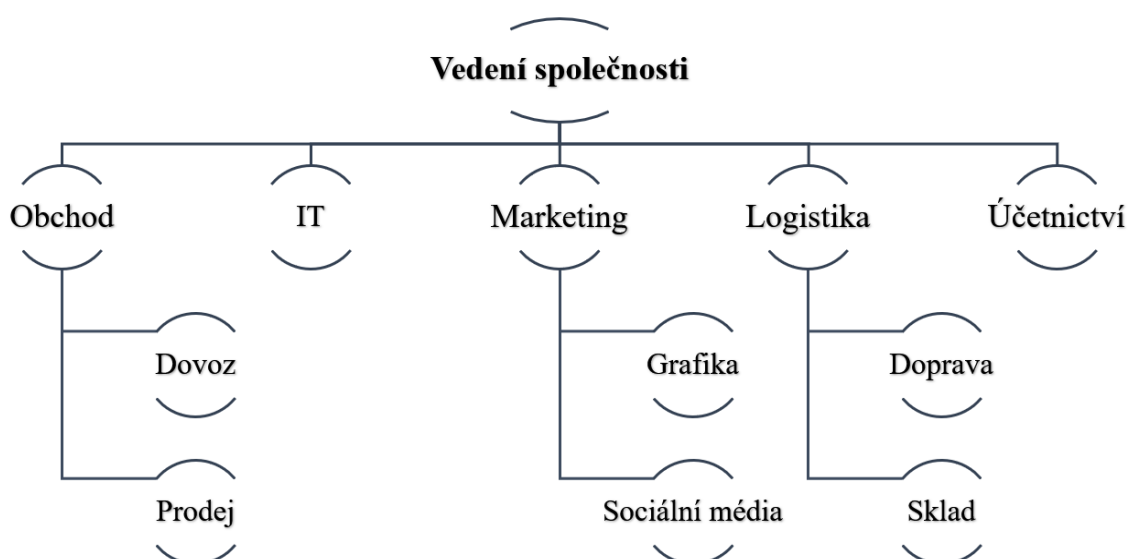 Vedení společnosti
Obchod
IT
Marketing
Logistika
Účetnictví
Dovoz
Grafika
Doprava
Prodej
Sociální média
Sklad